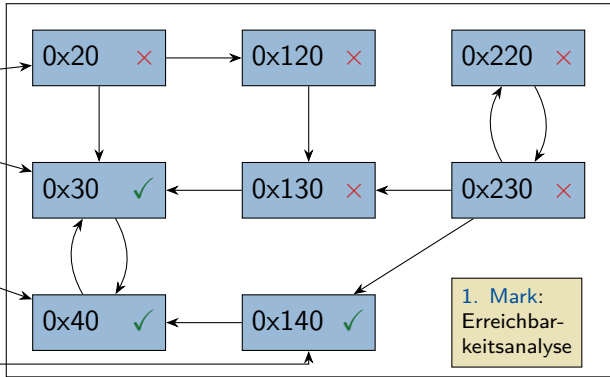 0x20 × 0x120 × 0x220 ×
0x30 ✓ 0x130 × 0x230 ×
0x40 ✓ 0x140 ✓
1. Mark:
Erreichbar-
keitsanalyse